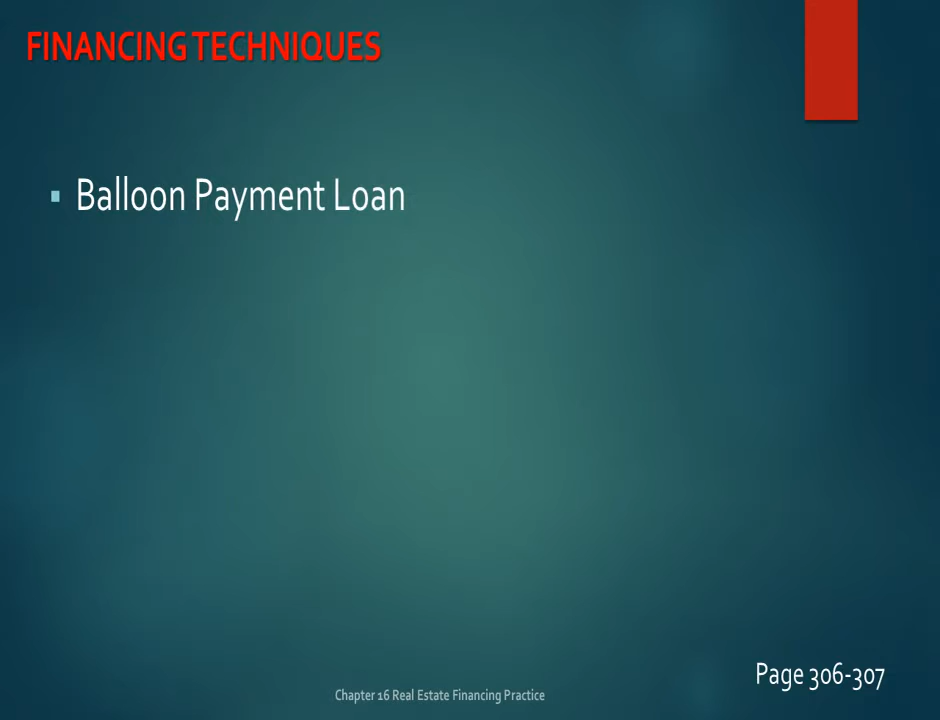 FINANCING TECHNIQUES
▪ Balloon Payment Loan
Page 306-307
Chapter 16 Real Estate Financing Practice